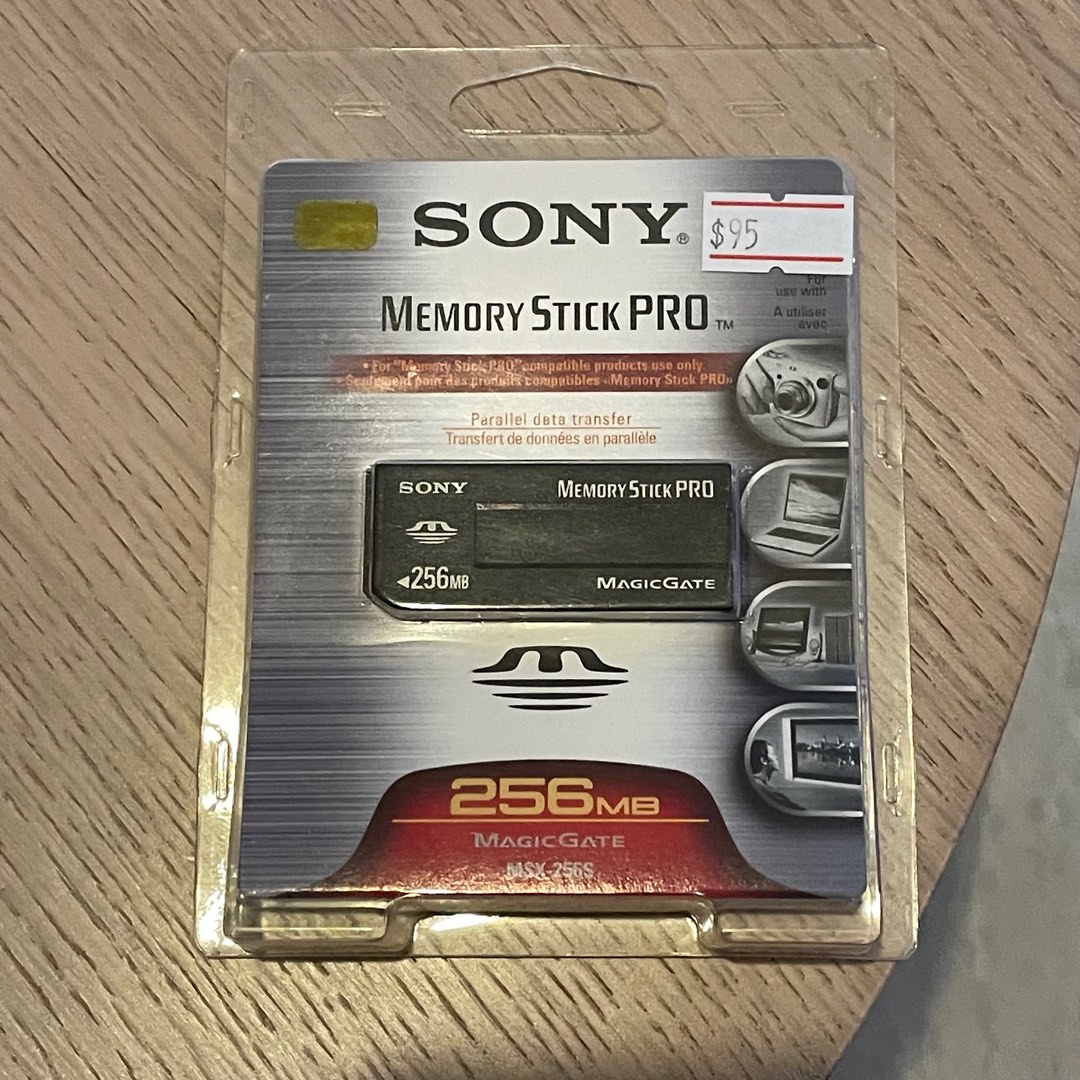 SONY®
$95
MEMORY STICK PRO ™
For
use with
A utiliser
avec
• For "Memory Stick PRO" compatible products use only.
• Seulement pour des produits compatibles «Memory Stick PRO»
Parallel data transfer
Transfert de données en parallèle
SONY
MEMORY STICK PRO
◄256MB
MAGICGATE
256MB
MAGICGATE
MSX-256S